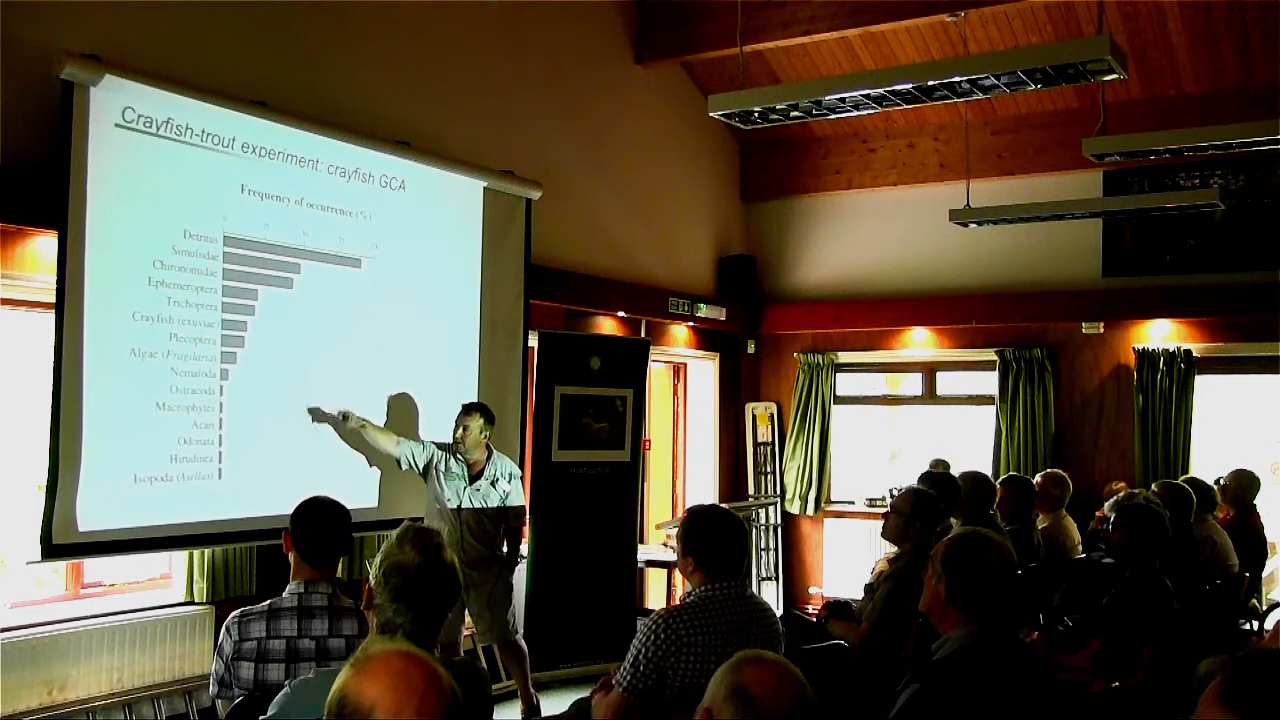 Crayfish-trout experiment: crayfish GCA
Frequency of occurrence (%)
0
Detritus
Simuliidae
Chironomidae
Ephemeroptera
Trichoptera
Crayfish (exuviae)
Plecoptera
Algae (Fragilaria)
Nematoda
Ostracoda
Macrophytes
Acari
Odonata
Hirudinea
Isopoda (Asellus)